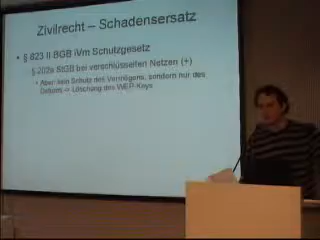 Zivilrecht – Schadensersatz
• § 823 II BGB iVm Schutzgesetz
§ 202a StGB bei verschlüsselten Netzen (+)
• Aber: kein Schutz des Vermögens, sondern nur des
Datums -> Löschung des WEP-Keys